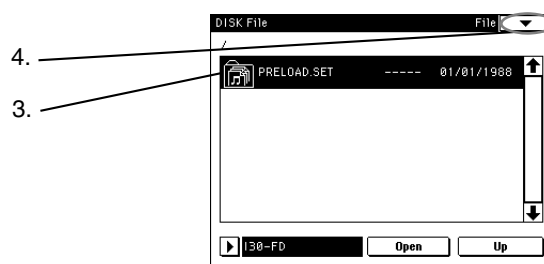 DISK File File
4.
/
PRELOAD.SET ----- 01/01/1988
3.
I30-FD Open Up